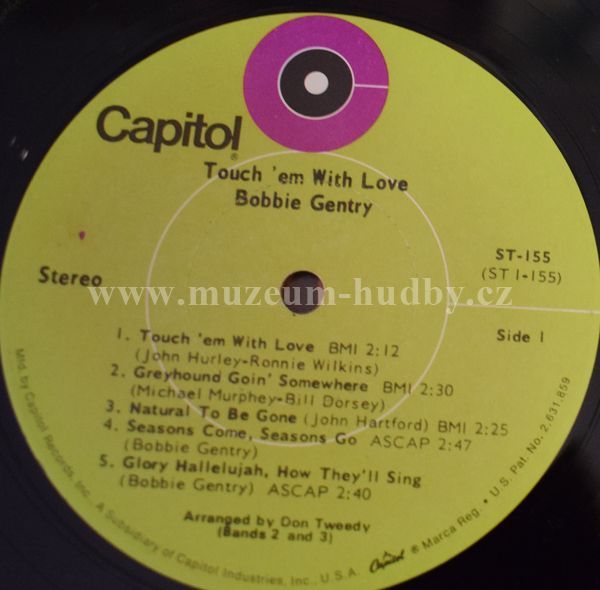 Capitol
®
Touch 'em With Love
Bobbie Gentry
ST-155
(ST 1-155)
Stereo
www.muzeum-hudby.cz
Side 1
1. Touch 'em With Love BMI 2:12
(John Hurley-Ronnie Wilkins)
2. Greyhound Goin' Somewhere BMI 2:30
(Michael Murphey-Bill Dorsey)
3. Natural To Be Gone (John Hartford) BMI 2:25
4. Seasons Come, Seasons Go ASCAP 2:47
(Bobbie Gentry)
5. Glory Hallelujah, How They'll Sing
(Bobbie Gentry) ASCAP 2:40
Arranged by Don Tweedy
(Bands 2 and 3)
Mfd. by Capitol Records, Inc., A Subsidiary of Capitol Industries, Inc., U.S.A. Capitol ® Marca Reg. • U.S. Pat. No. 2,631,859